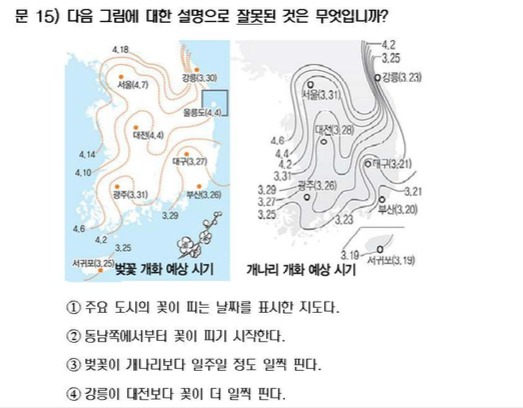 문 15) 다음 그림에 대한 설명으로 잘못된 것은 무엇입니까?
4,18
강릉(3,30)
서울(4,7)
울릉도(4,4)
대전(4,4)
4,14
대구(3,27)
4,10
광주(3,31)
부산(3,26)
3,29
4,6
4,2
3,25
서귀포(3,25)
벚꽃 개화 예상 시기
4,2
3,25
강릉(3,23)
서울(3,31)
대전(3,28)
4,6
4,4
4,2
대구(3,21)
3,31
광주(3,26)
3,29
3,27
3,25
3,21
부산(3,20)
3,23
3,19
서귀포(3,19)
개나리 개화 예상 시기
① 주요 도시의 꽃이 피는 날짜를 표시한 지도다.
② 동남쪽에서부터 꽃이 피기 시작한다.
③ 벚꽃이 개나리보다 일주일 정도 일찍 핀다.
④ 강릉이 대전보다 꽃이 더 일찍 핀다.